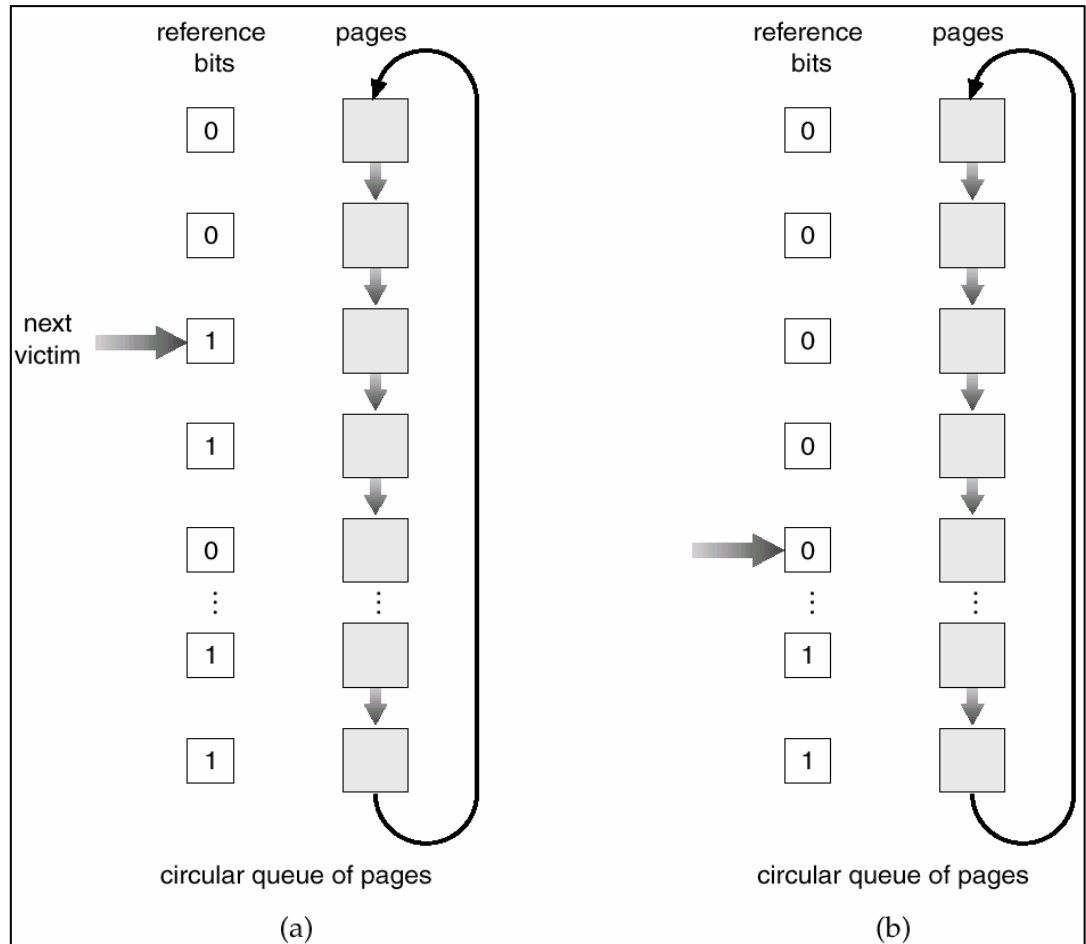 reference
bits
pages
0
0
next
victim
1
1
0
⋮ ⋮
1
1
circular queue of pages
(a)
reference
bits
pages
0
0
0
0
0
⋮ ⋮
1
1
circular queue of pages
(b)